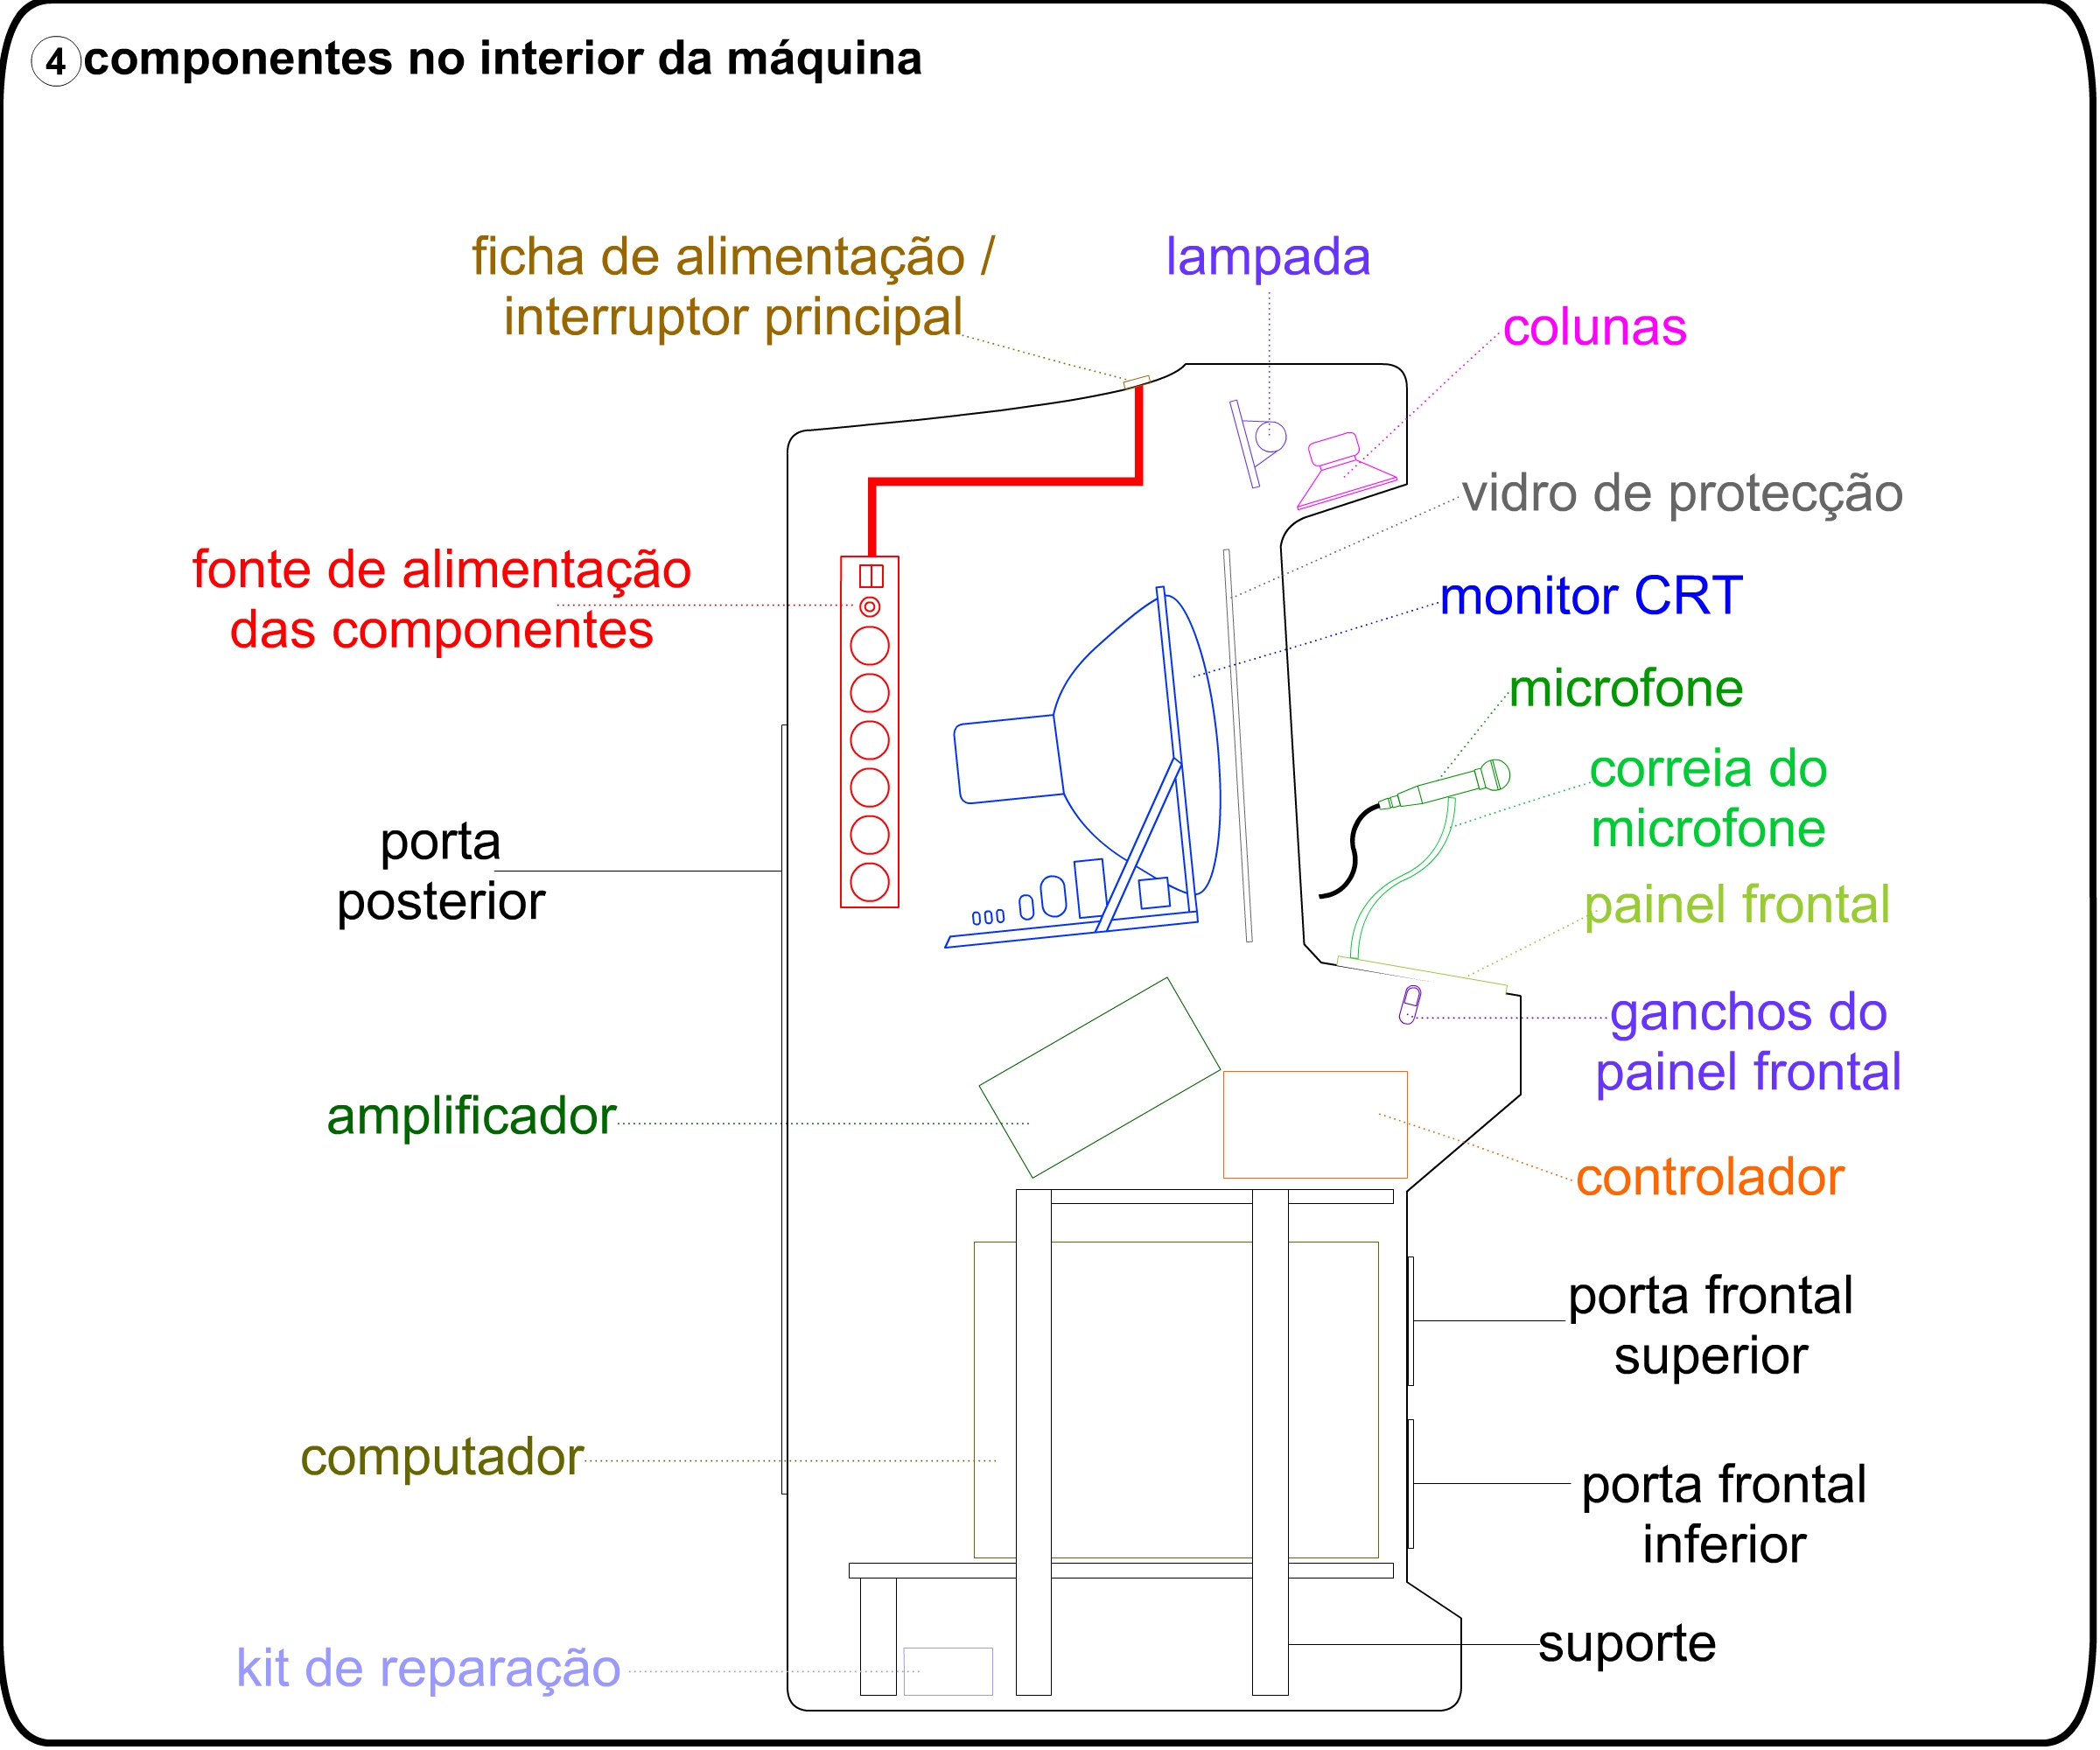 4 componentes no interior da máquina
ficha de alimentação /
interruptor principal
lampada
colunas
vidro de protecção
fonte de alimentação
das componentes
monitor CRT
microfone
correia do
microfone
porta
posterior
painel frontal
ganchos do
painel frontal
amplificador
controlador
porta frontal
superior
computador
porta frontal
inferior
suporte
kit de reparação